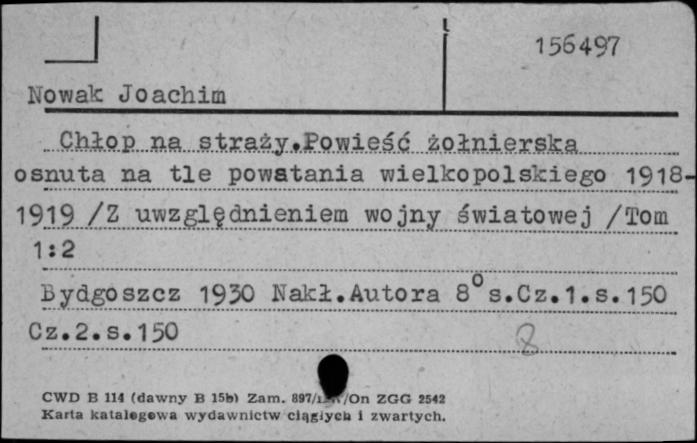 156497
Nowak Joachim
Chłop na straży.Powieść żołnierska
osnuta na tle powstania wielkopolskiego 1918-
1919 /Z uwzględnieniem wojny światowej /Tom
1:2
Bydgoszcz 1930 Nakł.Autora 8° s.Cz.1.s.150
Cz.2.s.150
8
CWD B 114 (dawny B 15b) Zam. /On ZGG 2542
Karta katalogowa wydawnictw ciągłych i zwartych.